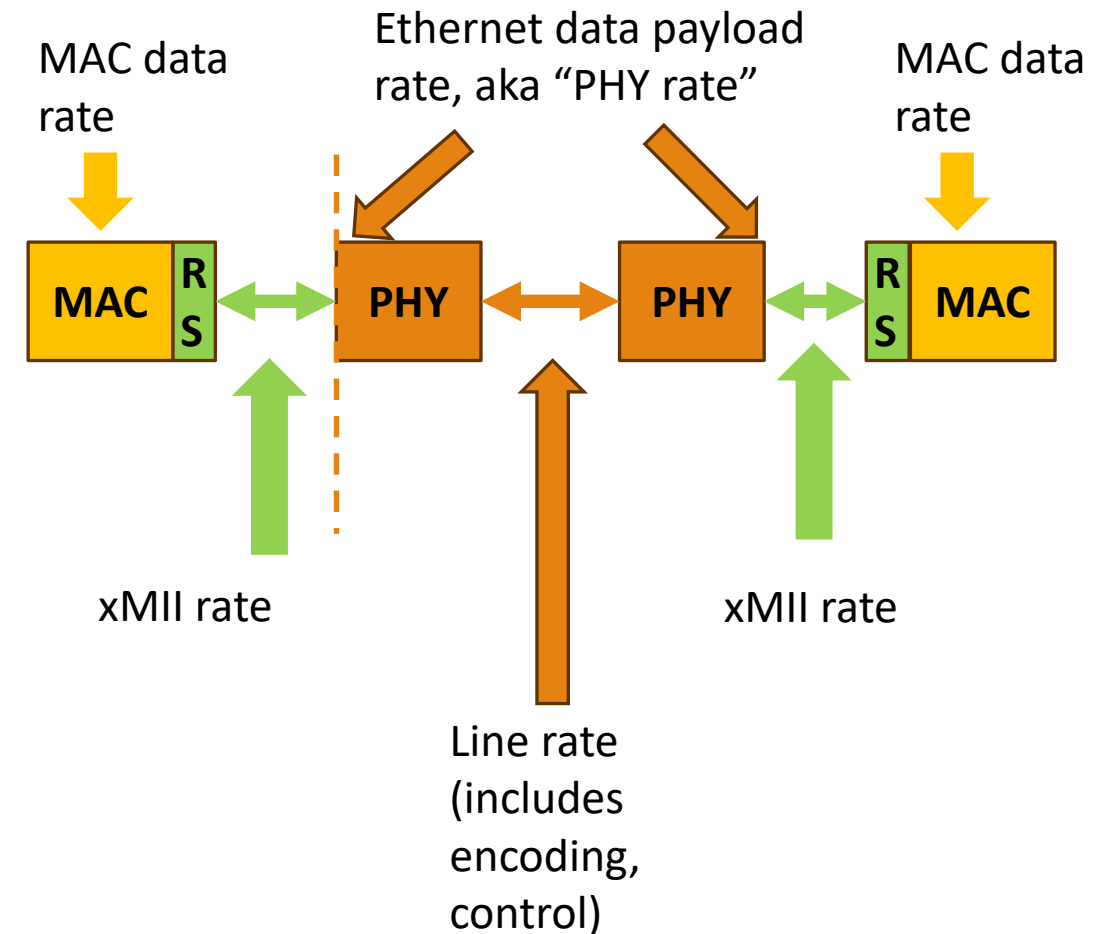 MAC data
rate
Ethernet data payload
rate, aka “PHY rate”
MAC data
rate
MAC
R
S
PHY
PHY
R
S
MAC
xMII rate
xMII rate
Line rate
(includes
encoding,
control)